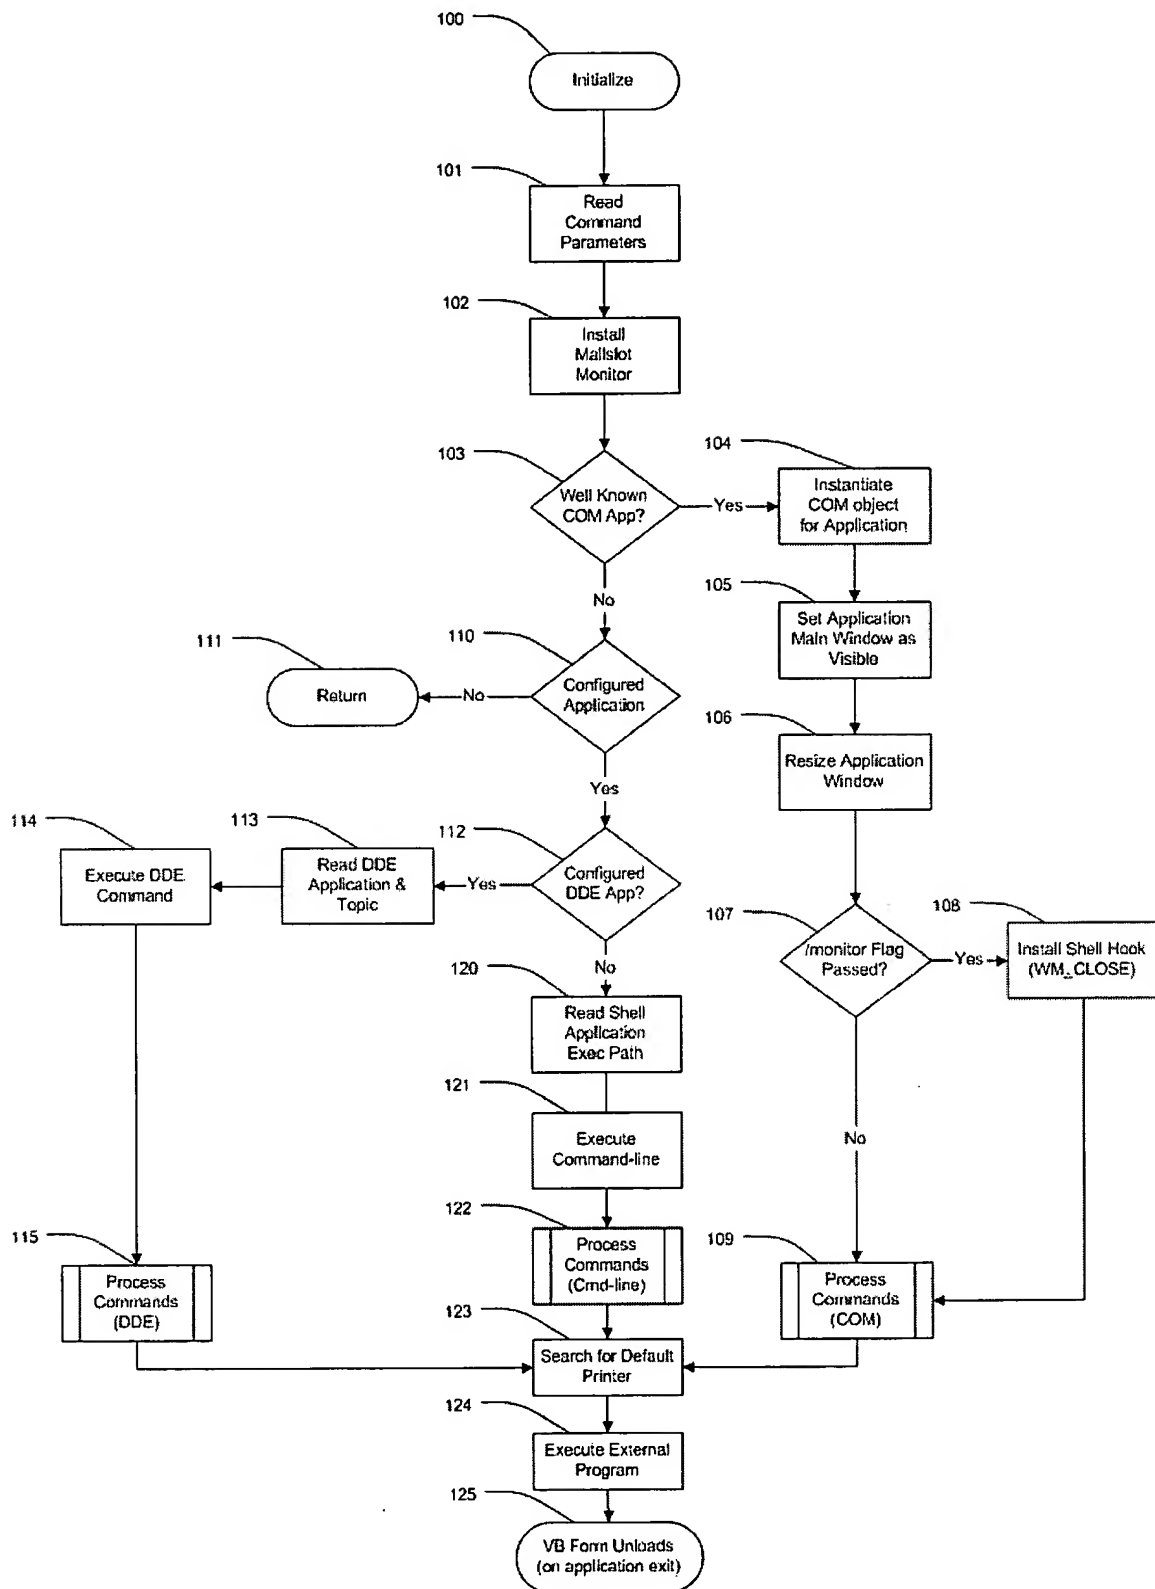 100
Initialize
101
Read
Command
Parameters
102
Install
Mailslot
Monitor
103
Well Known
COM App?
Yes
104
Instantiate
COM object
for Application
105
Set Application
Main Window as
Visible
No
110
Configured
Application
No
111
Return
106
Resize Application
Window
Yes
112
Configured
DDE App?
Yes
113
Read DDE
Application &
Topic
114
Execute DDE
Command
107
/monitor Flag
Passed?
Yes
108
Install Shell Hook
(WM_CLOSE)
No
120
Read Shell
Application
Exec Path
121
Execute
Command-line
No
122
Process
Commands
(Cmd-line)
115
Process
Commands
(DDE)
109
Process
Commands
(COM)
123
Search for Default
Printer
124
Execute External
Program
125
VB Form Unloads
(on application exit)